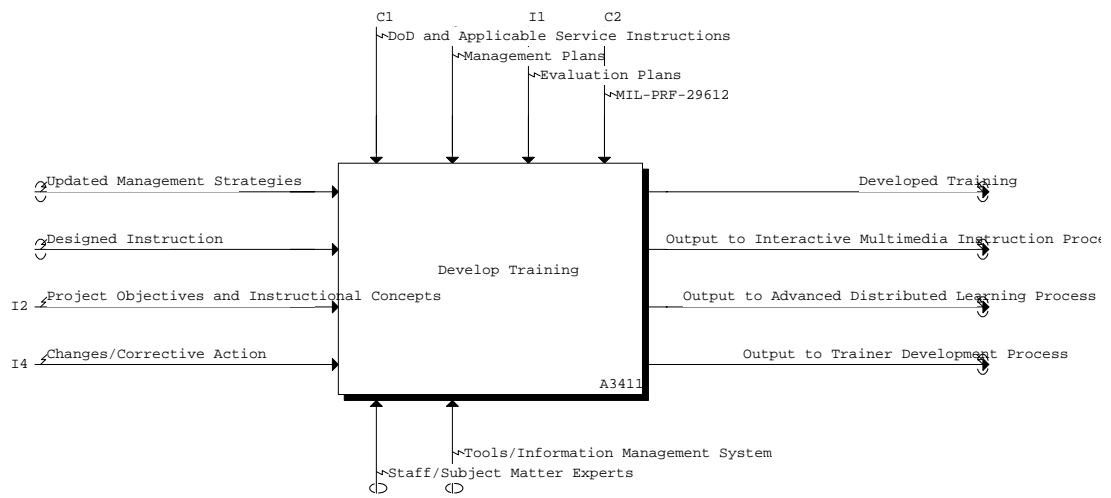 C1 I1 C2
DoD and Applicable Service Instructions
Management Plans
Evaluation Plans
MIL-PRF-29612
Updated Management Strategies
Developed Training
Designed Instruction
Output to Interactive Multimedia Instruction Proce
Develop Training
I2 Project Objectives and Instructional Concepts
Output to Advanced Distributed Learning Process
I4 Changes/Corrective Action
Output to Trainer Development Process
A3411
Tools/Information Management System
Staff/Subject Matter Experts